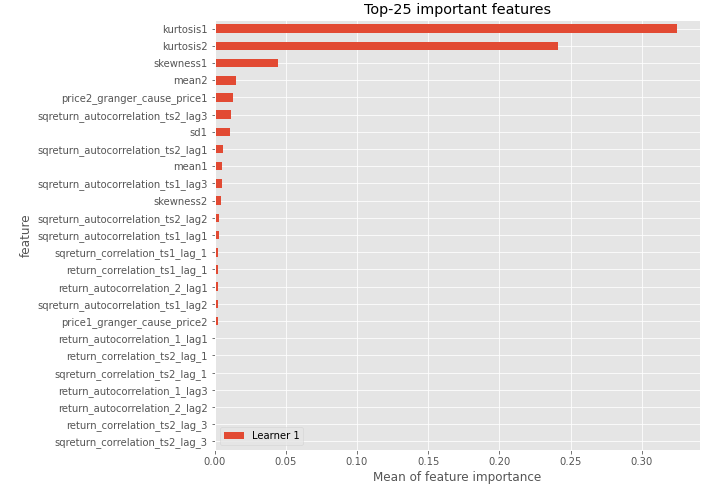 Top-25 important features
kurtosis1
kurtosis2
skewness1
mean2
price2_granger_cause_price1
sqreturn_autocorrelation_ts2_lag3
sd1
sqreturn_autocorrelation_ts2_lag1
mean1
sqreturn_autocorrelation_ts1_lag3
skewness2
sqreturn_autocorrelation_ts2_lag2
sqreturn_autocorrelation_ts1_lag1
sqreturn_correlation_ts1_lag_1
return_correlation_ts1_lag_1
return_autocorrelation_2_lag1
sqreturn_autocorrelation_ts1_lag2
price1_granger_cause_price2
return_autocorrelation_1_lag1
return_correlation_ts2_lag_1
sqreturn_correlation_ts2_lag_1
return_autocorrelation_1_lag3
return_autocorrelation_2_lag2
return_correlation_ts2_lag_3
sqreturn_correlation_ts2_lag_3
feature
Learner 1
0.00 0.05 0.10 0.15 0.20 0.25 0.30
Mean of feature importance